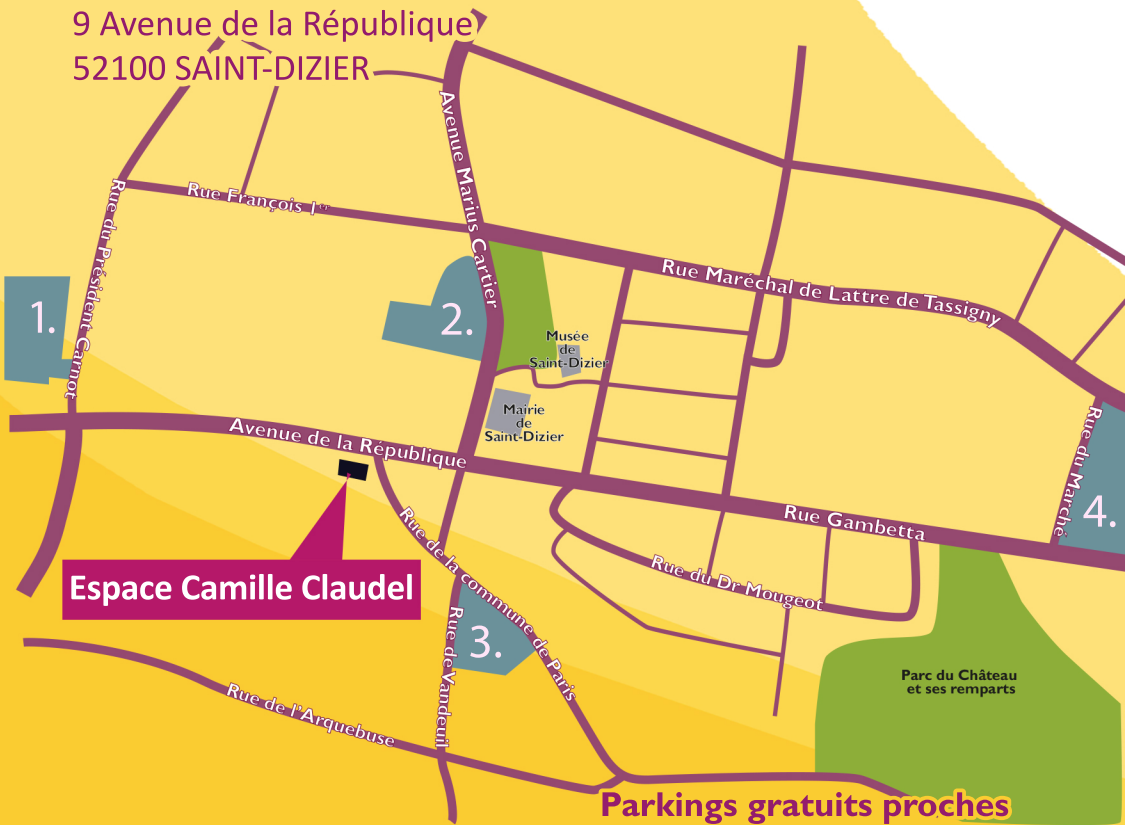 9 Avenue de la République
52100 SAINT-DIZIER
Avenue Marius Cartier
Rue François 1er
Rue du Président Carnot
Rue Maréchal de Lattre de Tassigny
1.
2.
Musée
de
Saint-Dizier
Mairie
de
Saint-Dizier
Avenue de la République
Rue du Marché
4.
Rue Gambetta
Rue de la commune de Paris
Rue du Dr Mougeot
Espace Camille Claudel
Rue de Vandeuil
3.
Parc du Château
et ses remparts
Rue de l'Arquebuse
Parkings gratuits proches